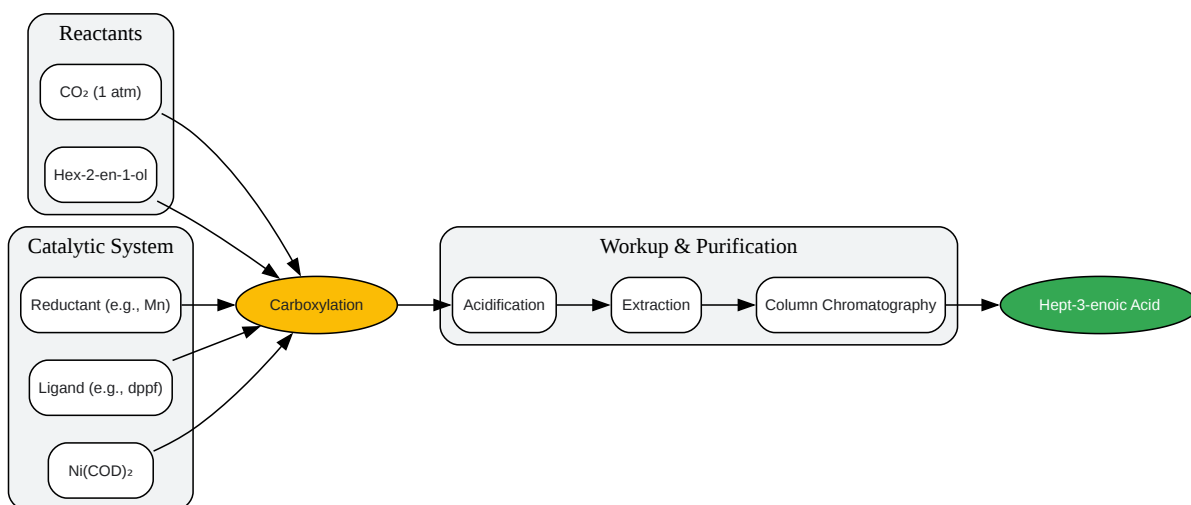 Reactants
CO₂ (1 atm)
Hex-2-en-1-ol
Catalytic System
Reductant (e.g., Mn)
Ligand (e.g., dppf)
Ni(COD)₂
Carboxylation
Workup & Purification
Acidification
Extraction
Column Chromatography
Hept-3-enoic Acid